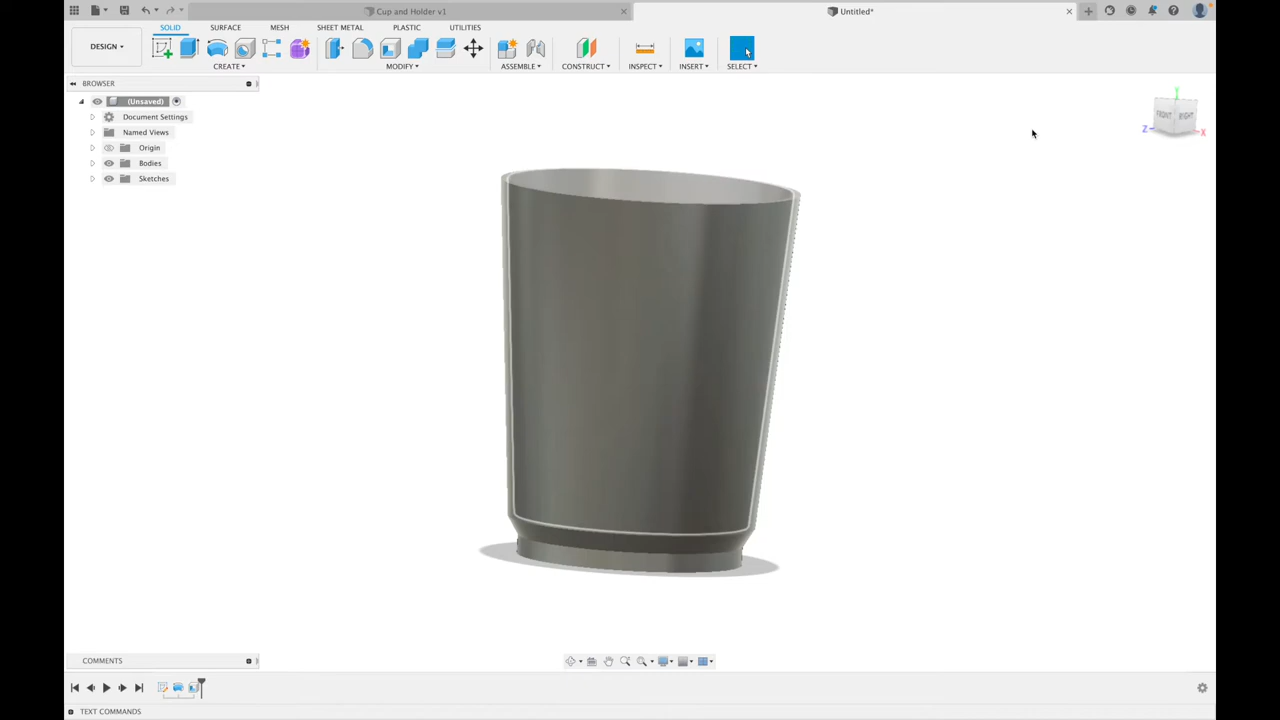 Cup and Holder v1
Untitled*
DESIGN
SOLID
SURFACE
MESH
SHEET METAL
PLASTIC
UTILITIES
CREATE
MODIFY
ASSEMBLE
CONSTRUCT
INSPECT
INSERT
SELECT
BROWSER
(Unsaved)
Document Settings
Named Views
Origin
Bodies
Sketches
Y
FRONT
RIGHT
Z
X
COMMENTS
TEXT COMMANDS